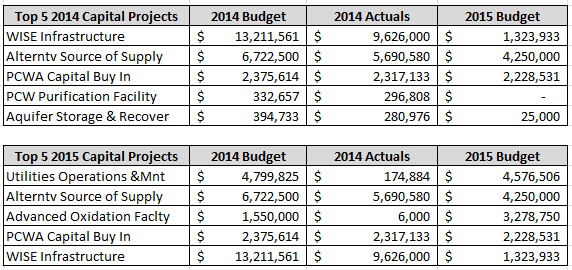 Top 5 2014 Capital Projects 2014 Budget 2014 Actuals 2015 Budget
WISE Infrastructure $ 13,211,561 $ 9,626,000 $ 1,323,933
Alterntv Source of Supply $ 6,722,500 $ 5,690,580 $ 4,250,000
PCWA Capital Buy In $ 2,375,614 $ 2,317,133 $ 2,228,531
PCW Purification Facility $ 332,657 $ 296,808 $ -
Aquifer Storage & Recover $ 394,733 $ 280,976 $ 25,000
Top 5 2015 Capital Projects 2014 Budget 2014 Actuals 2015 Budget
Utilities Operations &Mnt $ 4,799,825 $ 174,884 $ 4,576,506
Alterntv Source of Supply $ 6,722,500 $ 5,690,580 $ 4,250,000
Advanced Oxidation Faclty $ 1,550,000 $ 6,000 $ 3,278,750
PCWA Capital Buy In $ 2,375,614 $ 2,317,133 $ 2,228,531
WISE Infrastructure $ 13,211,561 $ 9,626,000 $ 1,323,933